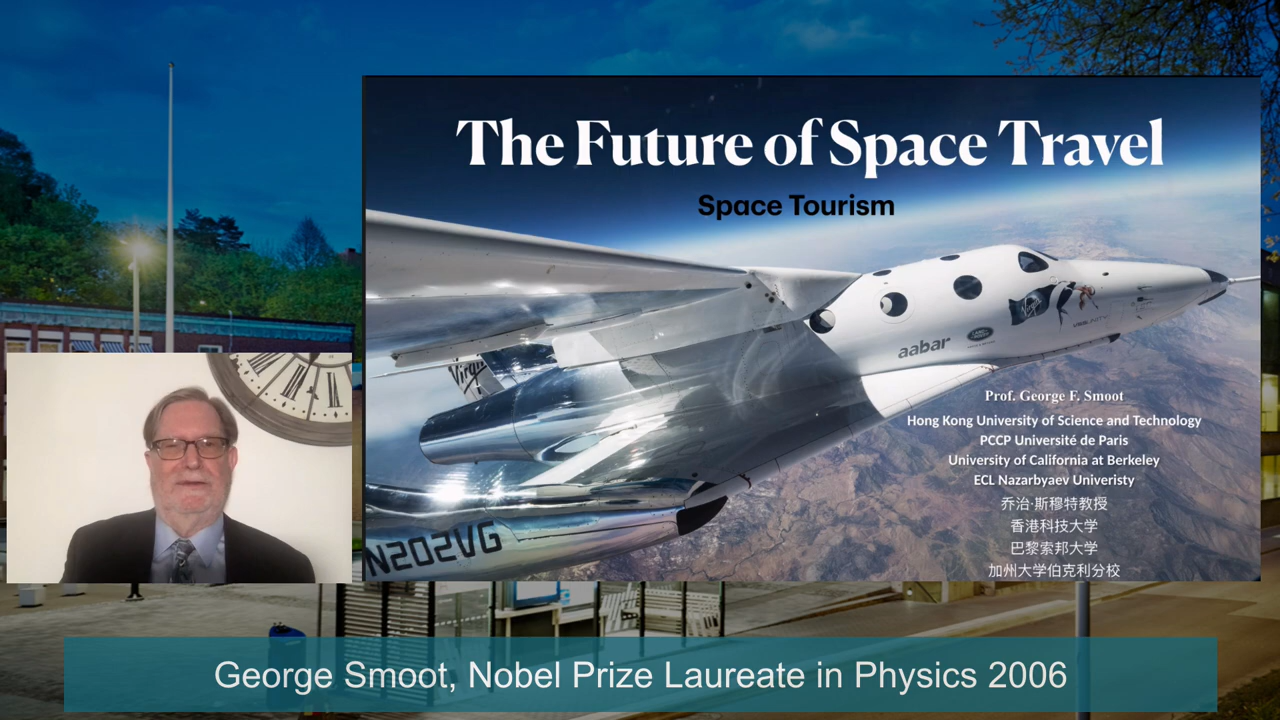 The Future of Space Travel
Space Tourism
Virgin
aabar
N202VG
Prof. George F. Smoot
Hong Kong University of Science and Technology
PCCP Université de Paris
University of California at Berkeley
ECL Nazarbyaev Univeristy
乔治·斯穆特教授
香港科技大学
巴黎索邦大学
加州大学伯克利分校
George Smoot, Nobel Prize Laureate in Physics 2006